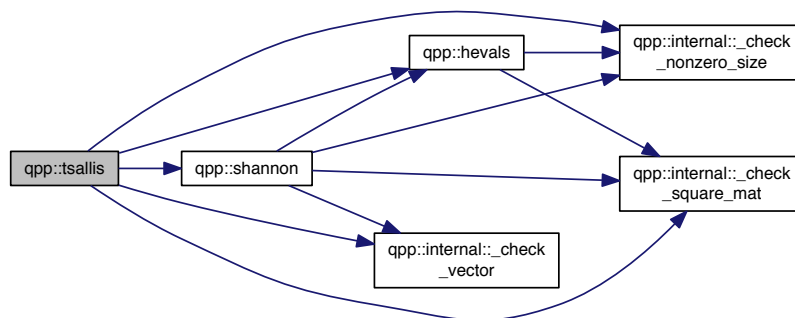 qpp::hevals
qpp::internal::_check
_nonzero_size
qpp::tsallis
qpp::shannon
qpp::internal::_check
_square_mat
qpp::internal::_check
_vector